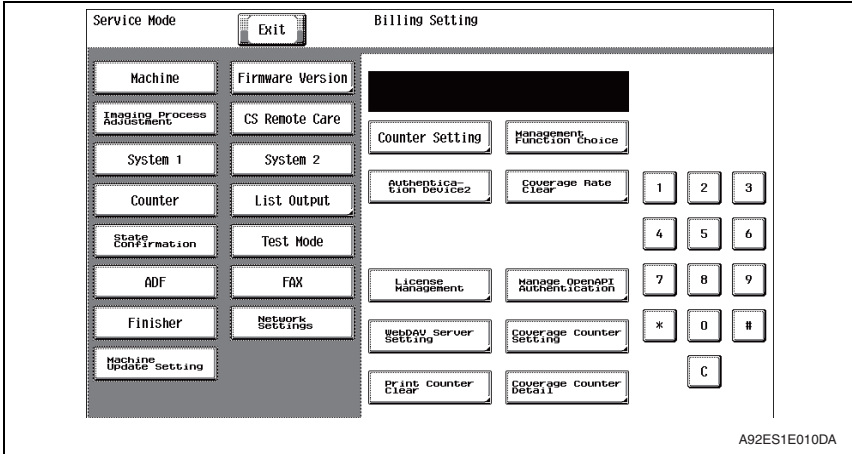 Service Mode
Exit
Billing Setting
Machine
Firmware Version
Imaging Process
Adjustment
CS Remote Care
System 1
System 2
Counter
List Output
State
Confirmation
Test Mode
ADF
FAX
Finisher
Network
Settings
Machine
Update Setting
Counter Setting
Management
Function Choice
Authentica-
tion Device2
Coverage Rate
Clear
License
Management
Manage OpenAPI
Authentication
WebDAV Server
Setting
Coverage Counter
Setting
Print Counter
Clear
Coverage Counter
Detail
1 2 3
4 5 6
7 8 9
* 0 #
C
A92ES1E010DA